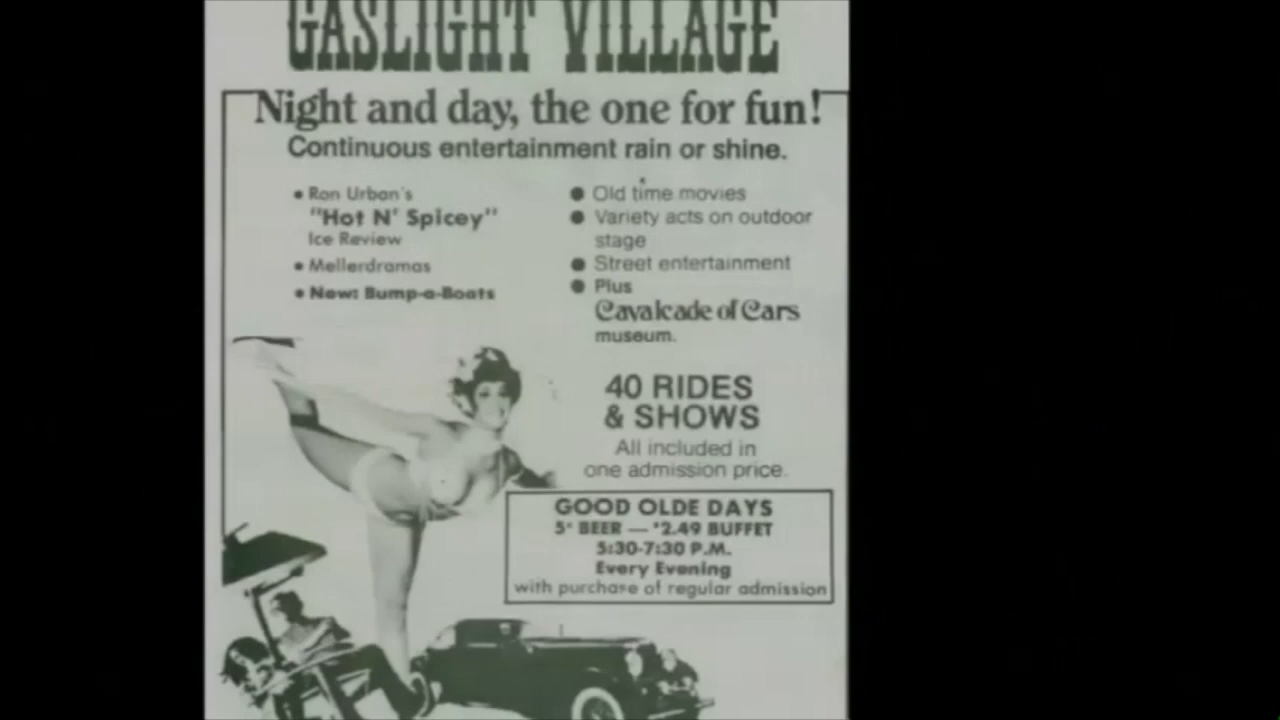 GASLIGHT VILLAGE
Night and day, the one for fun!
Continuous entertainment rain or shine.
• Ron Urban's
"Hot N' Spicey"
Ice Review
• Mellerdramas
• New: Bump-a-Boats
● Old time movies
● Variety acts on outdoor
stage
● Street entertainment
● Plus
Cavalcade of Cars
museum.
40 RIDES
& SHOWS
All included in
one admission price.
GOOD OLDE DAYS
5¢ BEER — $2.49 BUFFET
5:30-7:30 P.M.
Every Evening
with purchase of regular admission